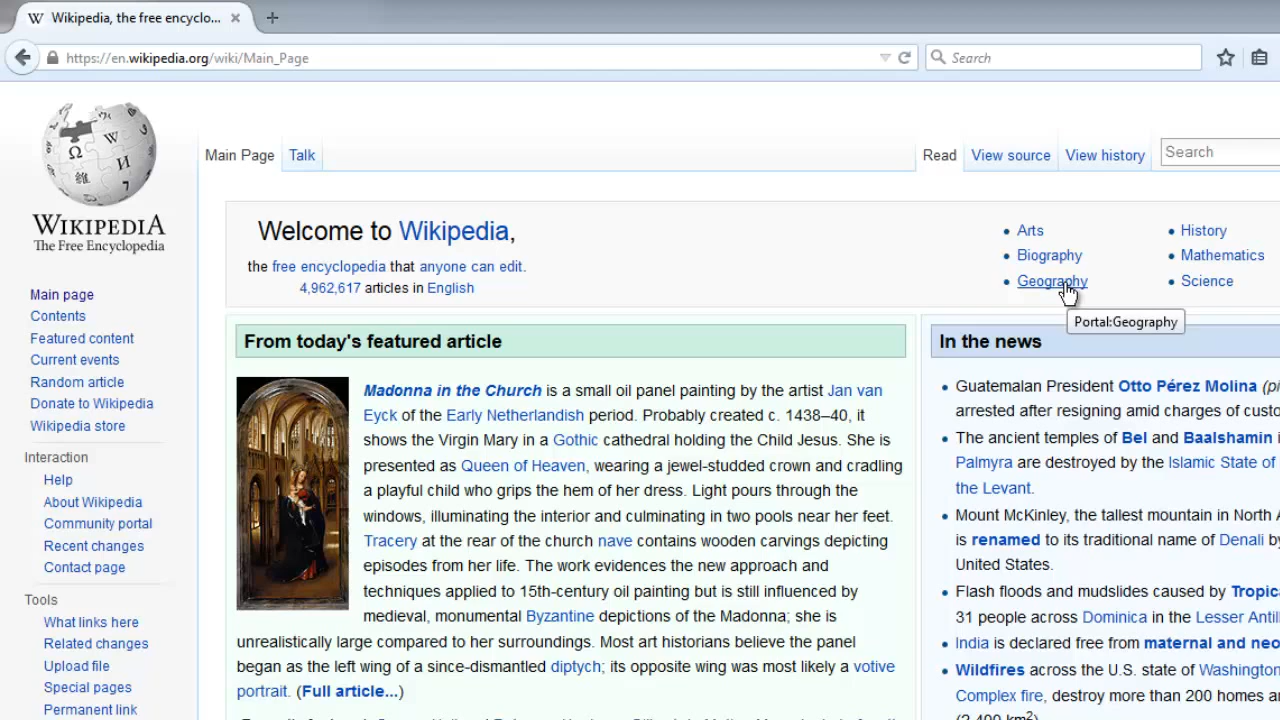 Wikipedia, the free encyclo...
https://en.wikipedia.org/wiki/Main_Page
Search
WIKIPEDIA
The Free Encyclopedia
Main Page
Talk
Read
View source
View history
Search
Welcome to Wikipedia,
the free encyclopedia that anyone can edit.
4,962,617 articles in English
Arts
Biography
Geography
History
Mathematics
Science
Portal:Geography
Main page
Contents
Featured content
Current events
Random article
Donate to Wikipedia
Wikipedia store
Interaction
Help
About Wikipedia
Community portal
Recent changes
Contact page
Tools
What links here
Related changes
Upload file
Special pages
Permanent link
From today's featured article
Madonna in the Church is a small oil panel painting by the artist Jan van
Eyck of the Early Netherlandish period. Probably created c. 1438–40, it
shows the Virgin Mary in a Gothic cathedral holding the Child Jesus. She is
presented as Queen of Heaven, wearing a jewel-studded crown and cradling
a playful child who grips the hem of her dress. Light pours through the
windows, illuminating the interior and culminating in two pools near her feet.
Tracery at the rear of the church nave contains wooden carvings depicting
episodes from her life. The work evidences the new approach and
techniques applied to 15th-century oil painting but is still influenced by
medieval, monumental Byzantine depictions of the Madonna; she is
unrealistically large compared to her surroundings. Most art historians believe the panel
began as the left wing of a since-dismantled diptych; its opposite wing was most likely a votive
portrait. (Full article...)
In the news
Guatemalan President Otto Pérez Molina (pi
arrested after resigning amid charges of custo
The ancient temples of Bel and Baalshamin i
Palmyra are destroyed by the Islamic State of
the Levant.
Mount McKinley, the tallest mountain in North A
is renamed to its traditional name of Denali by
United States.
Flash floods and mudslides caused by Tropica
31 people across Dominica in the Lesser Antill
India is declared free from maternal and neo
Wildfires across the U.S. state of Washington
Complex fire, destroy more than 200 homes a
(2,400 km2)